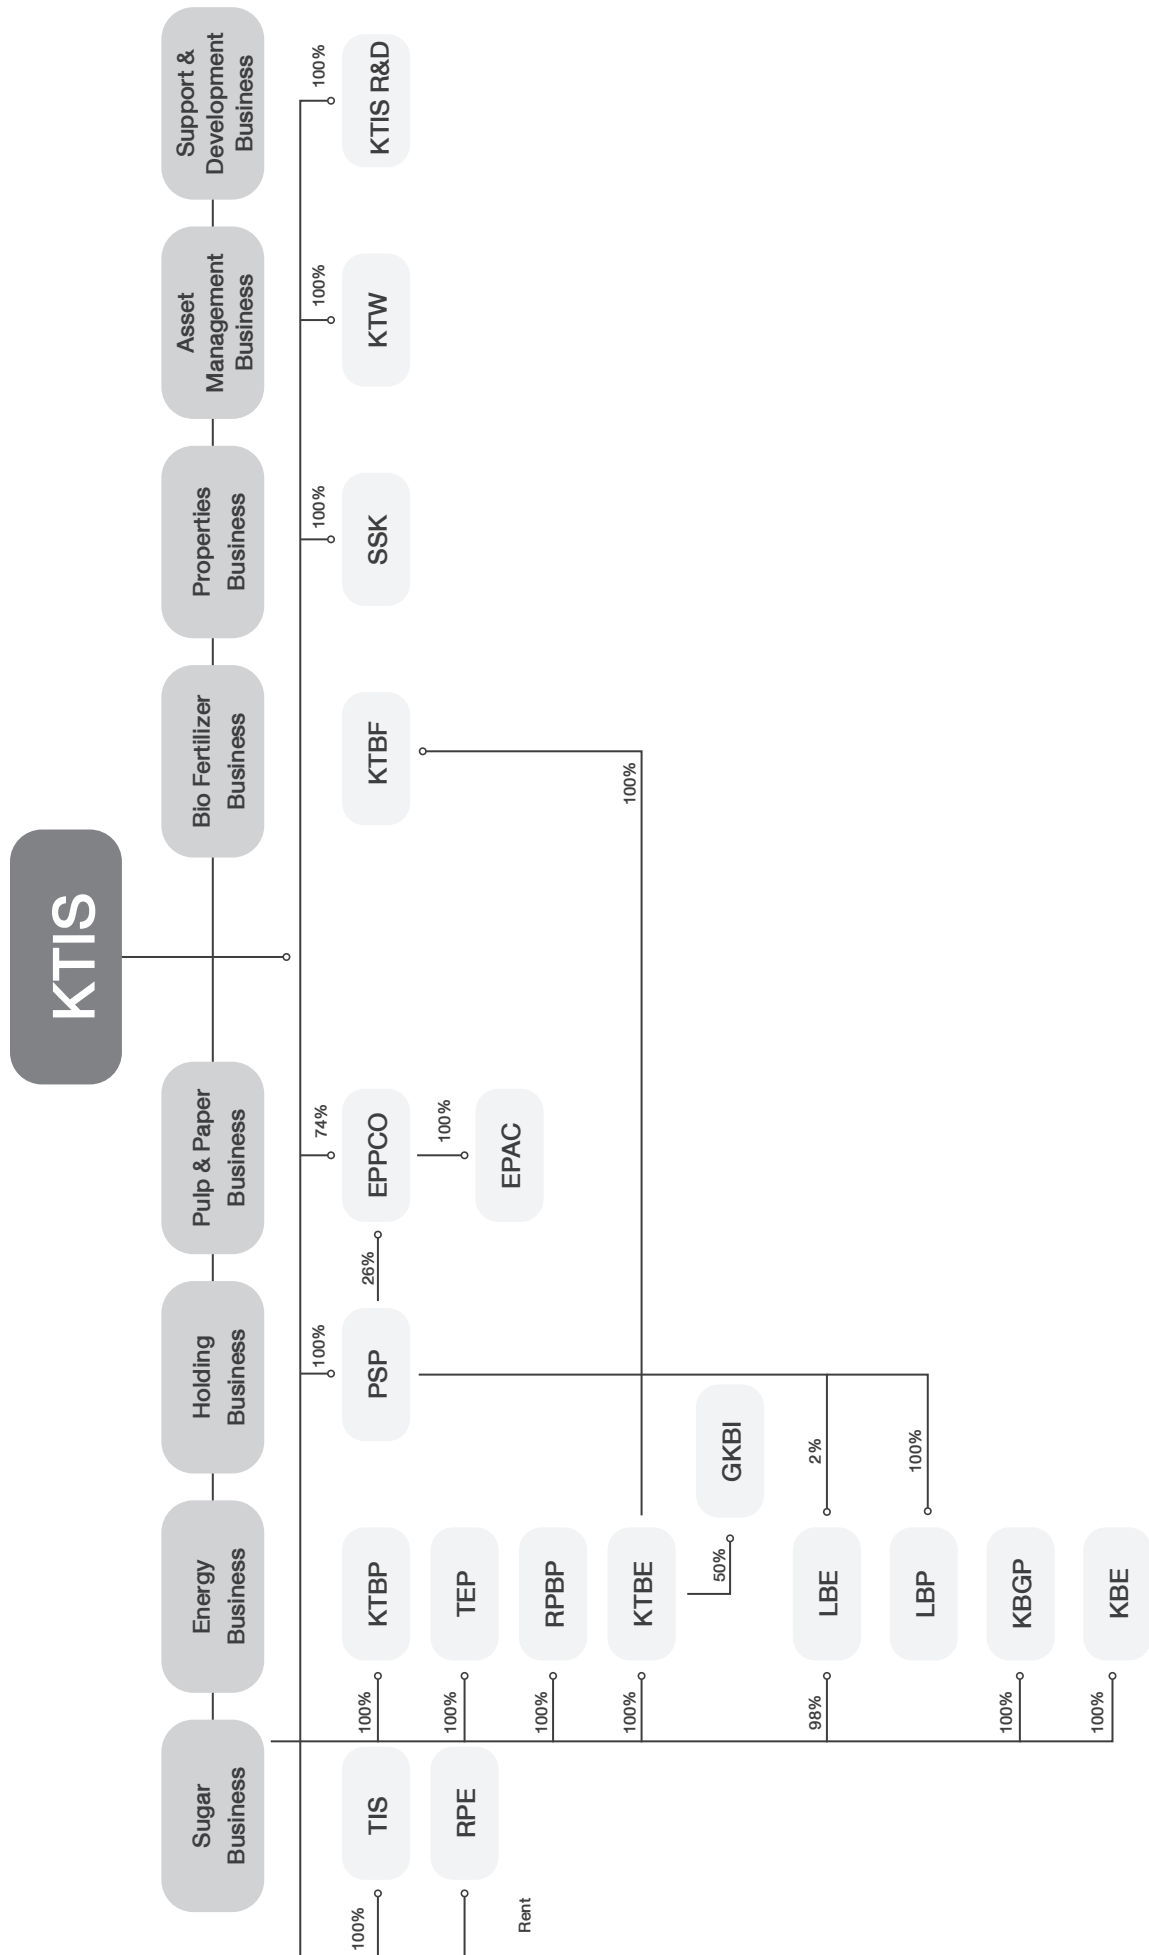 KTIS
Sugar
Business
Energy
Business
Holding
Business
Pulp & Paper
Business
Bio Fertilizer
Business
Properties
Business
Asset
Management
Business
Support &
Development
Business
100%
74%
100%
100%
100%
100%
TIS
KTBP
100%
PSP
26%
EPPCO
KTBF
SSK
KTW
KTIS R&D
100%
RPE
100%
TEP
100%
EPAC
Rent
100%
RPBP
100%
KTBE
100%
50%
GKBI
98%
LBE
2%
LBP
100%
100%
KBGP
100%
KBE